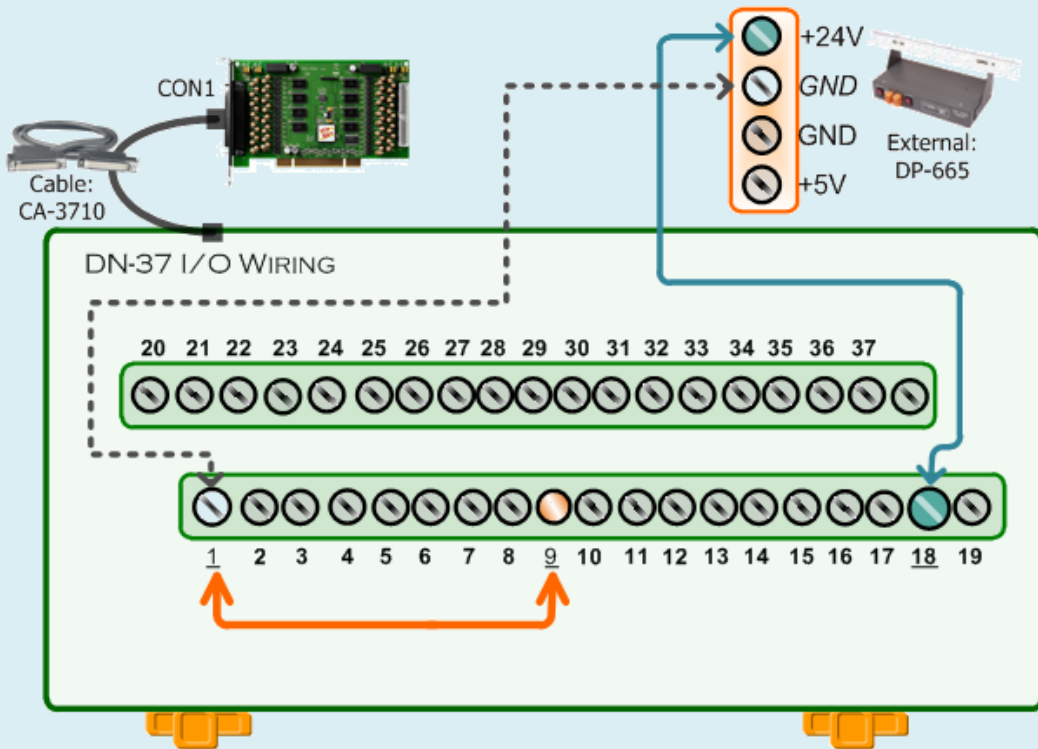 +24V
CON1
GND
GND
External:
DP-665
Cable:
CA-3710
+5V
DN-37 I/O WIRING
20 21 22 23 24 25 26 27 28 29 30 31 32 33 34 35 36 37
1 2 3 4 5 6 7 8 9 10 11 12 13 14 15 16 17 18 19